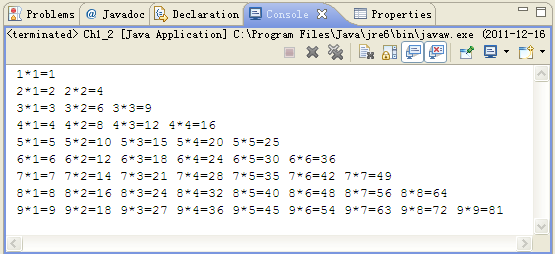 Problems @ Javadoc Declaration Console Properties
<terminated> Ch1_2 [Java Application] C:\Program Files\Java\jre6\bin\javaw.exe (2011-12-16
1*1=1
2*1=2 2*2=4
3*1=3 3*2=6 3*3=9
4*1=4 4*2=8 4*3=12 4*4=16
5*1=5 5*2=10 5*3=15 5*4=20 5*5=25
6*1=6 6*2=12 6*3=18 6*4=24 6*5=30 6*6=36
7*1=7 7*2=14 7*3=21 7*4=28 7*5=35 7*6=42 7*7=49
8*1=8 8*2=16 8*3=24 8*4=32 8*5=40 8*6=48 8*7=56 8*8=64
9*1=9 9*2=18 9*3=27 9*4=36 9*5=45 9*6=54 9*7=63 9*8=72 9*9=81